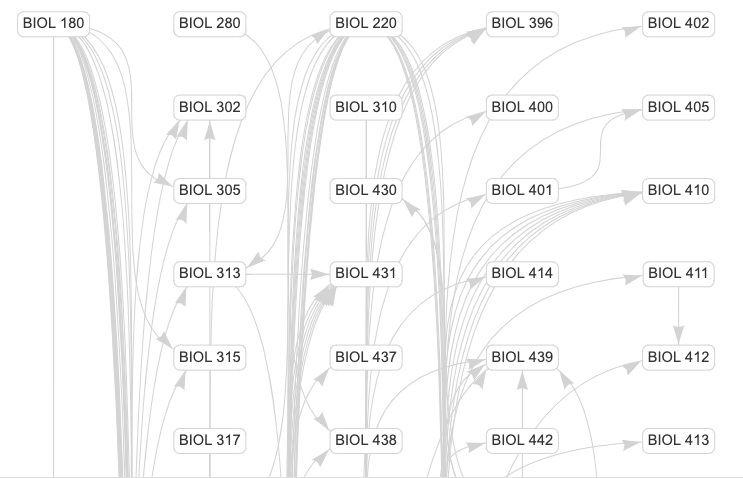 BIOL 180
BIOL 280
BIOL 220
BIOL 396
BIOL 402
BIOL 302
BIOL 310
BIOL 400
BIOL 405
BIOL 305
BIOL 430
BIOL 401
BIOL 410
BIOL 313
BIOL 431
BIOL 414
BIOL 411
BIOL 315
BIOL 437
BIOL 439
BIOL 412
BIOL 317
BIOL 438
BIOL 442
BIOL 413